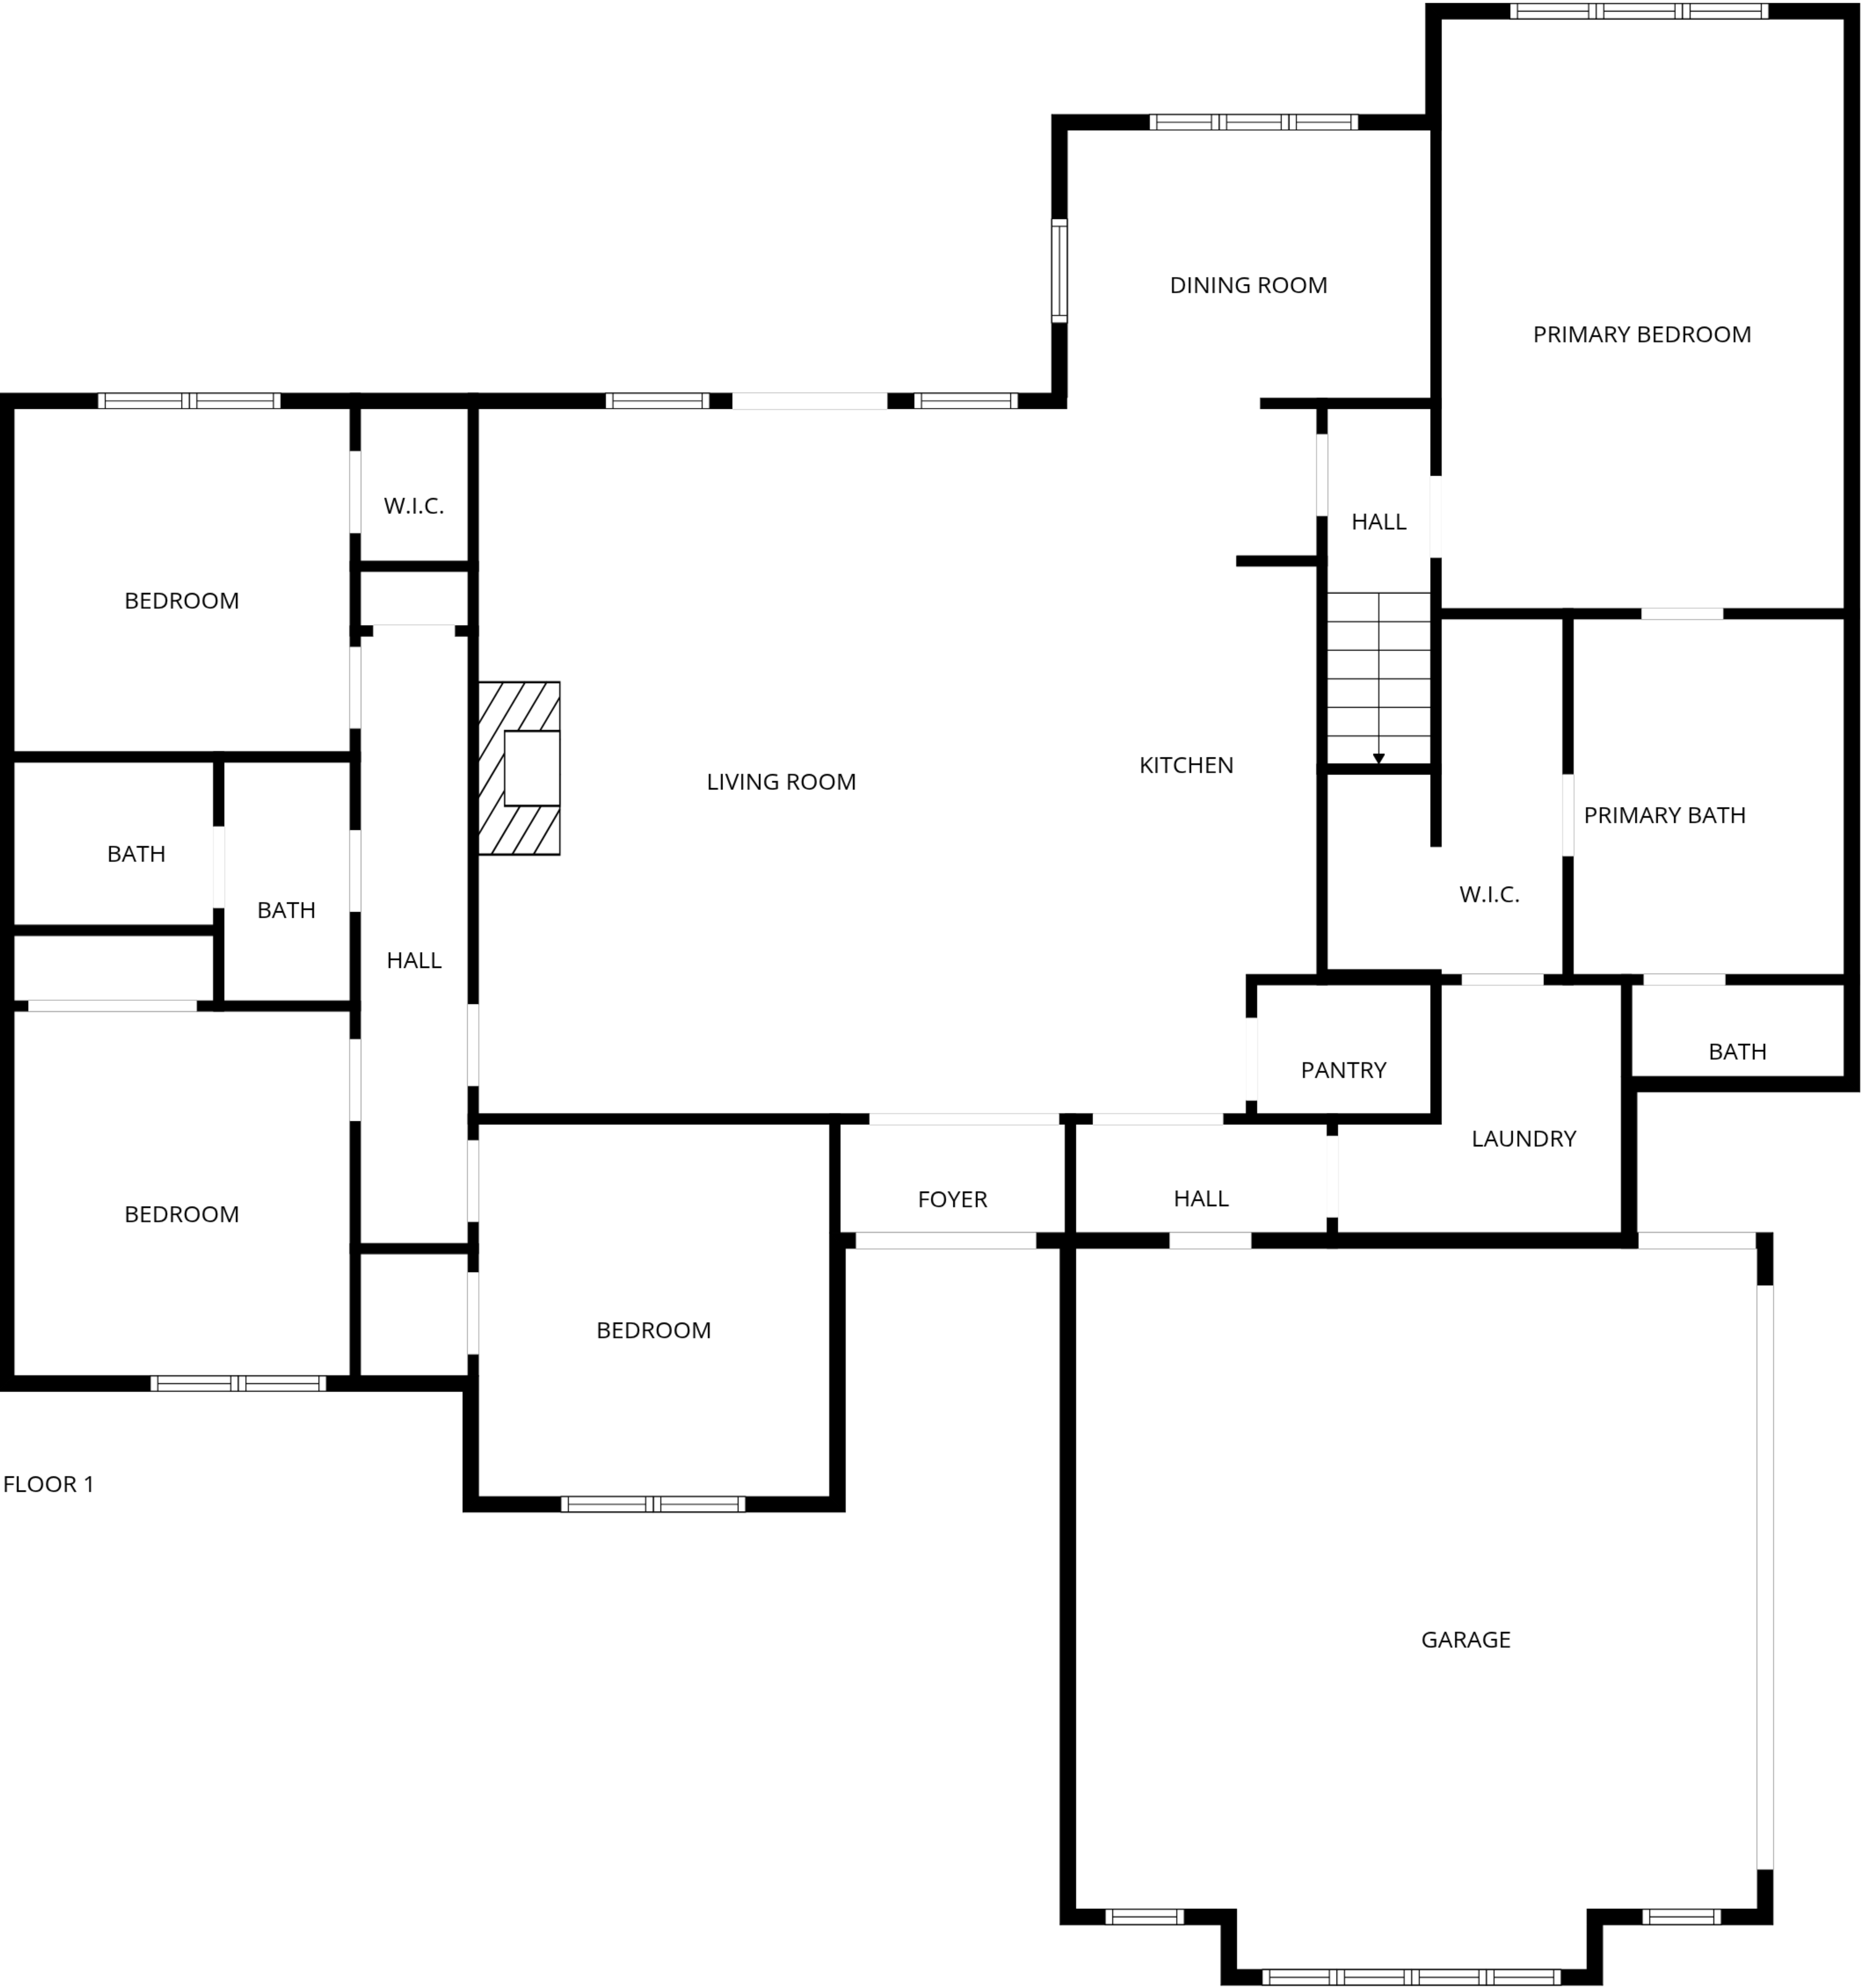 DINING ROOM
PRIMARY BEDROOM
W.I.C.
HALL
BEDROOM
LIVING ROOM
KITCHEN
PRIMARY BATH
BATH
BATH
W.I.C.
HALL
BATH
PANTRY
LAUNDRY
BEDROOM
FOYER
HALL
BEDROOM
FLOOR 1
GARAGE